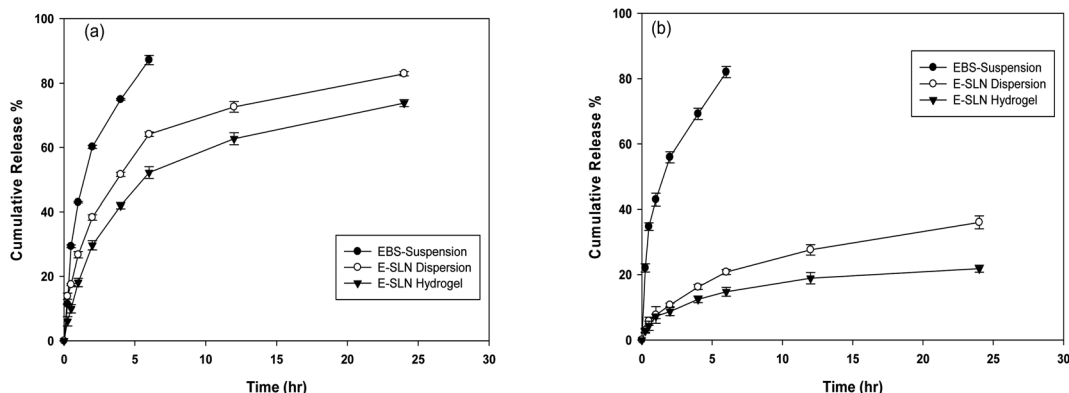 (a)
Cumulative Release %
100
80
60
40
20
0
0 5 10 15 20 25 30
Time (hr)
EBS-Suspension
E-SLN Dispersion
E-SLN Hydrogel
(b)
Cumulative Release %
100
80
60
40
20
0
0 5 10 15 20 25 30
Time (hr)
EBS-Suspension
E-SLN Dispersion
E-SLN Hydrogel